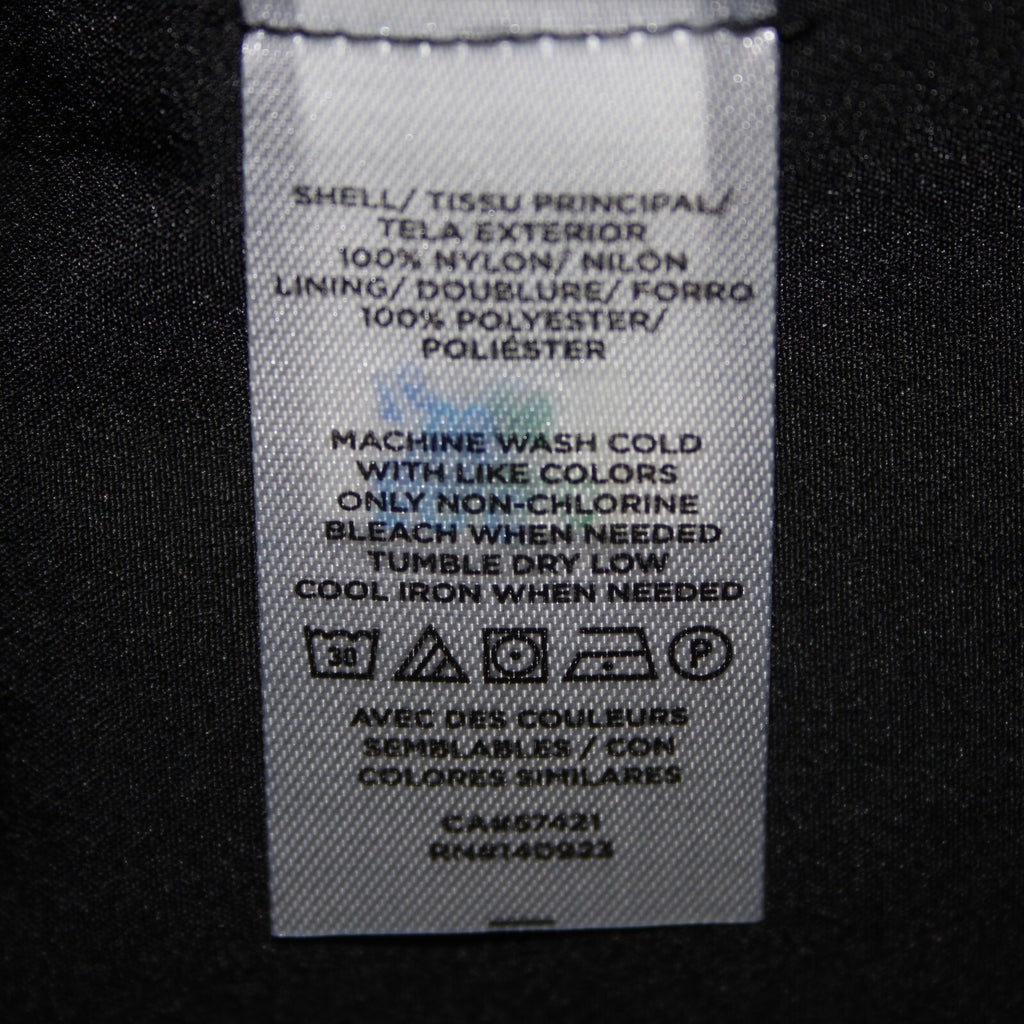 SHELL/ TISSU PRINCIPAL/
TELA EXTERIOR
100% NYLON/ NILÓN
LINING/ DOUBLURE/ FORRO
100% POLYESTER/
POLIÉSTER
MACHINE WASH COLD
WITH LIKE COLORS
ONLY NON-CHLORINE
BLEACH WHEN NEEDED
TUMBLE DRY LOW
COOL IRON WHEN NEEDED
30 P
AVEC DES COULEURS
SEMBLABLES / CON
COLORES SIMILARES
CA#57421
RN#140923